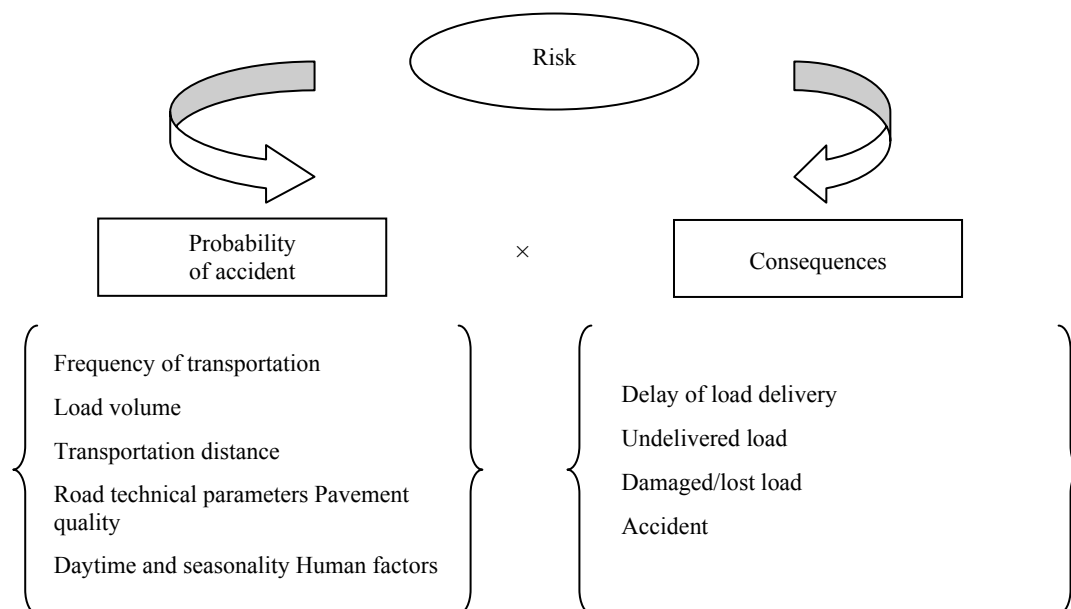 Risk
Probability
of accident
×
Consequences
Frequency of transportation
Load volume
Transportation distance
Road technical parameters Pavement
quality
Daytime and seasonality Human factors
Delay of load delivery
Undelivered load
Damaged/lost load
Accident